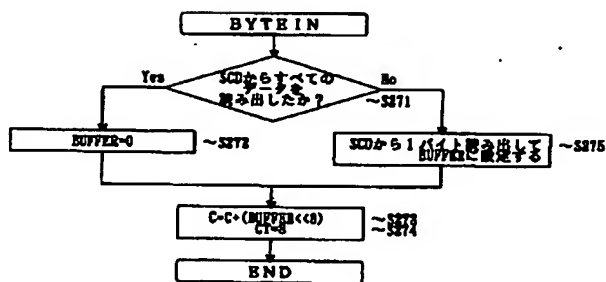 BYTEIN
SCDからすべての
データを
読み出したか？
Yes
No
~S271
BUFFER=0
~S272
SCDから1バイト読み出して
BUFFERに設定する
~S275
C=C+(BUFFER<<8)
CT=8
~S273
~S274
END